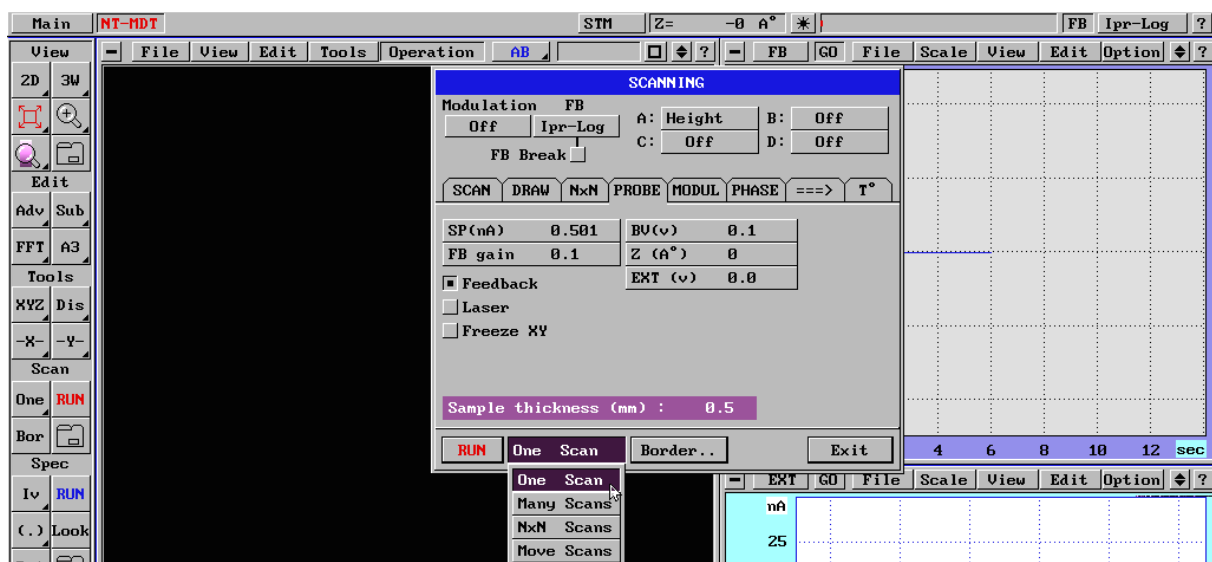 Main NT-MDT STM Z= -0 A° FB Ipr-Log ?
View File View Edit Tools Operation AB ? FB GO File Scale View Edit Option ?
2D 3W
Edit
Adv Sub
FFT A3
Tools
XYZ Dis
-X- -Y-
Scan
One RUN
Bor
Spec
Iv RUN
(.) Look
SCANNING
Modulation FB
Off Ipr-Log
FB Break
A: Height B: Off
C: Off D: Off
SCAN DRAW NxN PROBE MODUL PHASE ===> T°
SP(nA) 0.501 BV(v) 0.1
FB gain 0.1 Z (A°) 0
EXT (v) 0.0
Feedback
Laser
Freeze XY
Sample thickness (mm) : 0.5
RUN One Scan Border.. Exit
One Scan
Many Scans
NxN Scans
Move Scans
4 6 8 10 12 sec
EXT GO File Scale View Edit Option ?
nA
25